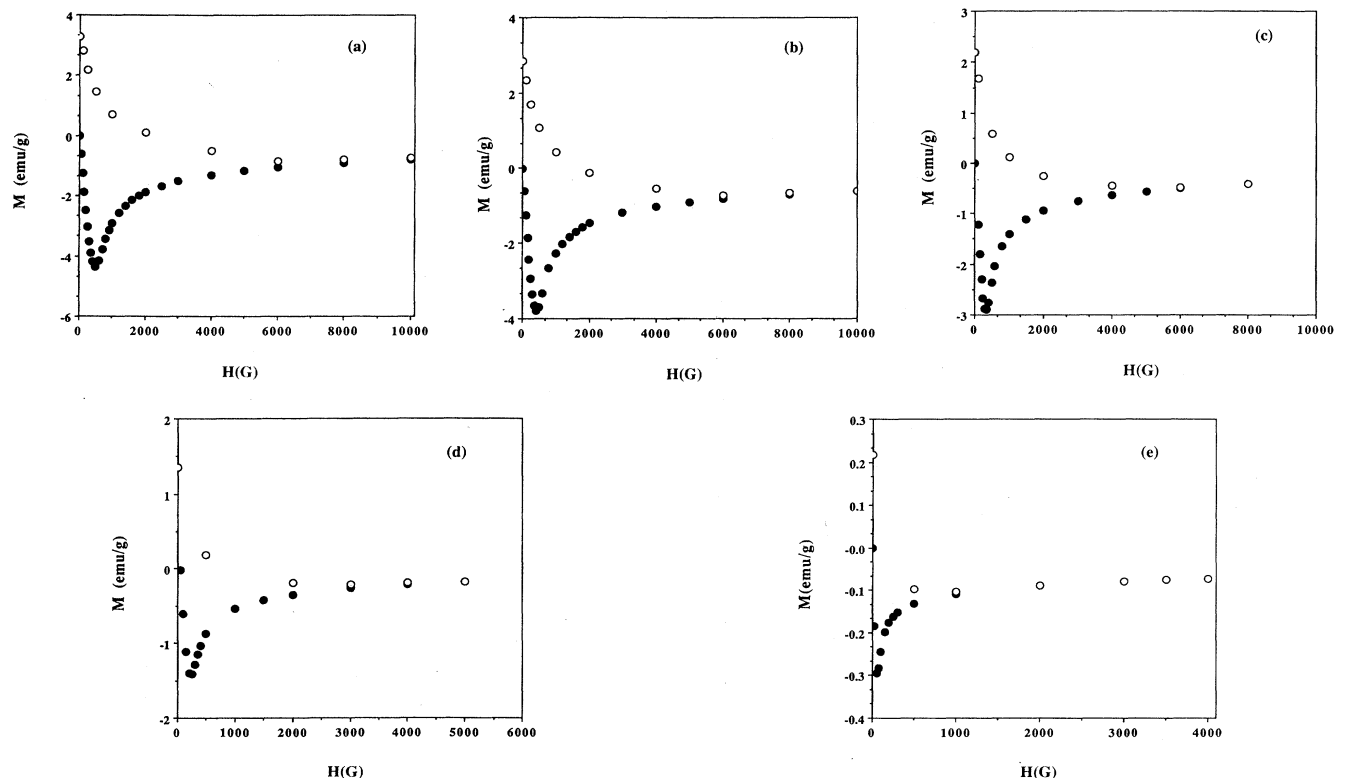 (a)
4
2
0
-2
-4
-6
M (emu/g)
0 2000 4000 6000 8000 10000
H(G)
(b)
4
2
0
-2
-4
M (emu/g)
0 2000 4000 6000 8000 10000
H(G)
(c)
3
2
1
0
-1
-2
-3
M (emu/g)
0 2000 4000 6000 8000 10000
H(G)
(d)
2
1
0
-1
-2
M (emu/g)
0 1000 2000 3000 4000 5000 6000
H(G)
(e)
0.3
0.2
0.1
-0.0
-0.1
-0.2
-0.3
-0.4
M(emu/g)
0 1000 2000 3000 4000
H(G)